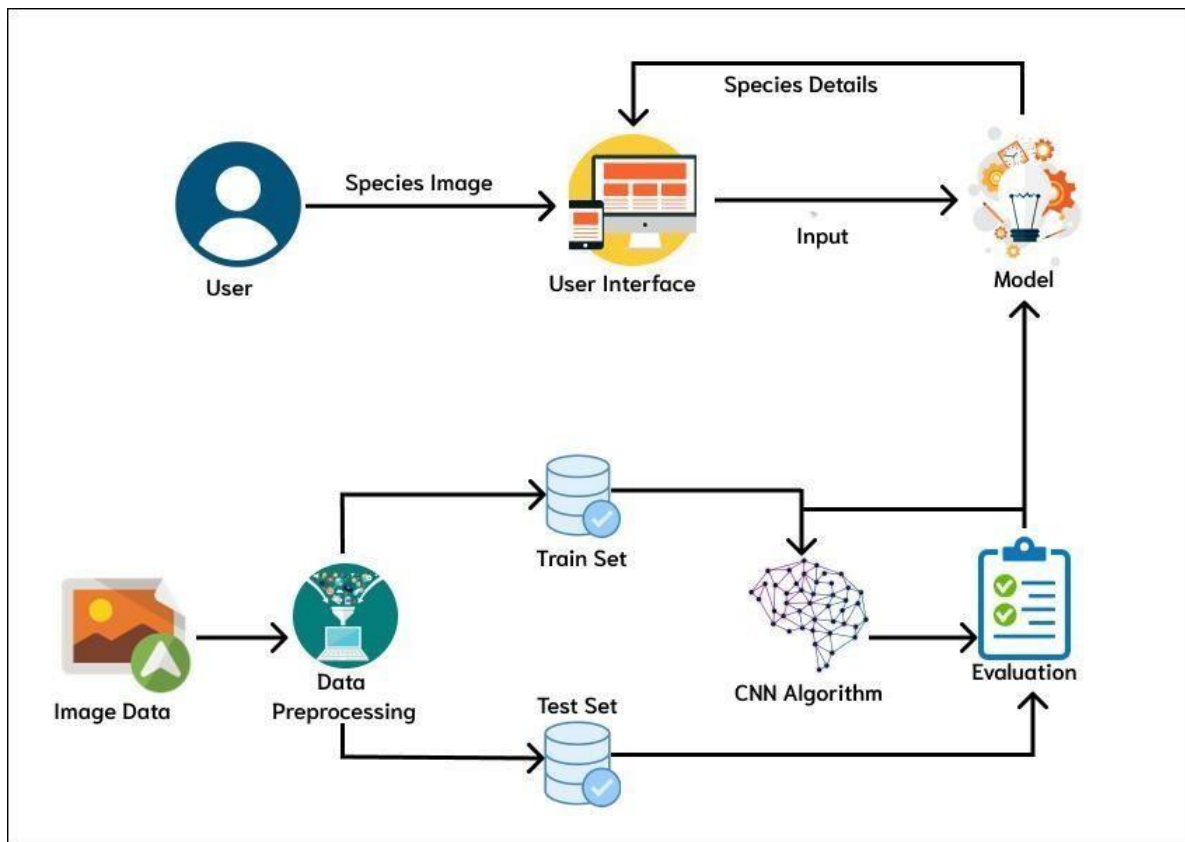 Species Details
Species Image
Input
User
User Interface
Model
Train Set
Image Data
Data
Preprocessing
Test Set
CNN Algorithm
Evaluation